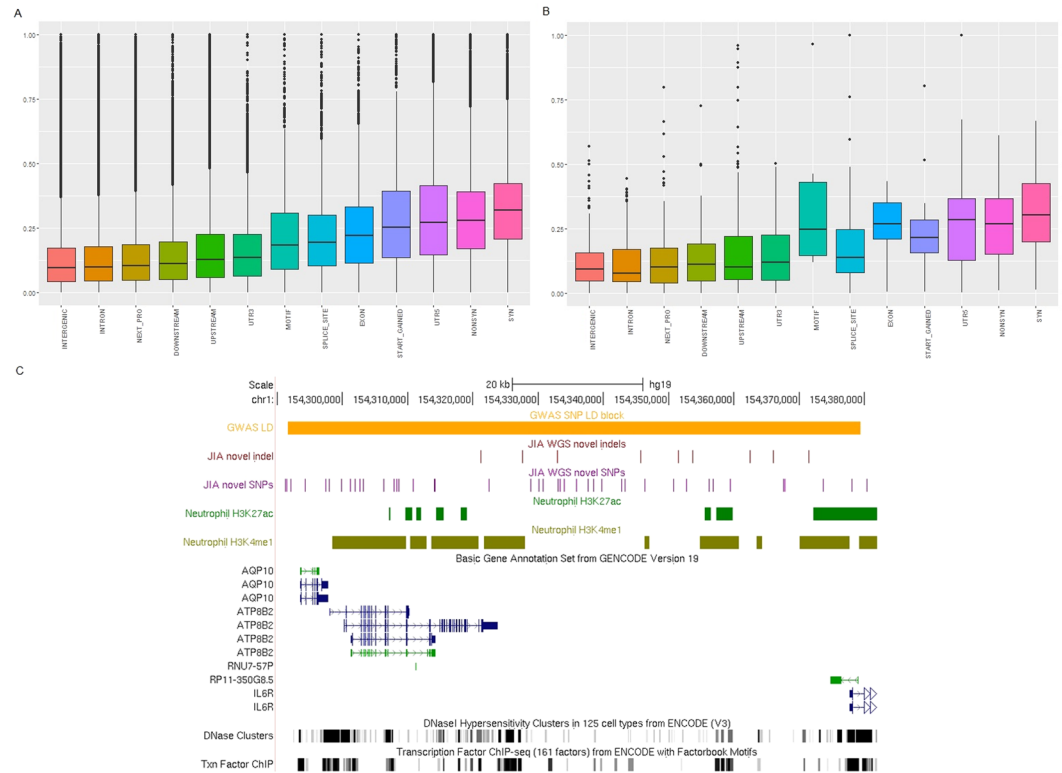 A
B
1.00
0.75
0.50
0.25
0.00
INTERGENIC
INTRON
NEXT_PRO
DOWNSTREAM
UPSTREAM
UTR3
MOTIF
SPLICE_SITE
EXON
START_GAINED
UTR5
NONSYN
SYN
1.00
0.75
0.50
0.25
0.00
INTERGENIC
INTRON
NEXT_PRO
DOWNSTREAM
UPSTREAM
UTR3
MOTIF
SPLICE_SITE
EXON
START_GAINED
UTR5
NONSYN
SYN
C
Scale 20 kb hg19
chr1: 154,300,000 154,310,000 154,320,000 154,330,000 154,340,000 154,350,000 154,360,000 154,370,000 154,380,000
GWAS SNP LD block
GWAS LD
JIA WGS novel indels
JIA novel indel
JIA WGS novel SNPs
JIA novel SNPs
Neutrophil H3K27ac
Neutrophil H3K27ac
Neutrophil H3K4me1
Neutrophil H3K4me1
Basic Gene Annotation Set from GENCODE Version 19
AQP10
AQP10
AQP10
ATP8B2
ATP8B2
ATP8B2
ATP8B2
RNU7-57P
RP11-350G8.5
IL6R
IL6R
DNaseI Hypersensitivity Clusters in 125 cell types from ENCODE (V3)
DNase Clusters
Transcription Factor ChIP-seq (161 factors) from ENCODE with Factorbook Motifs
Txn Factor ChIP